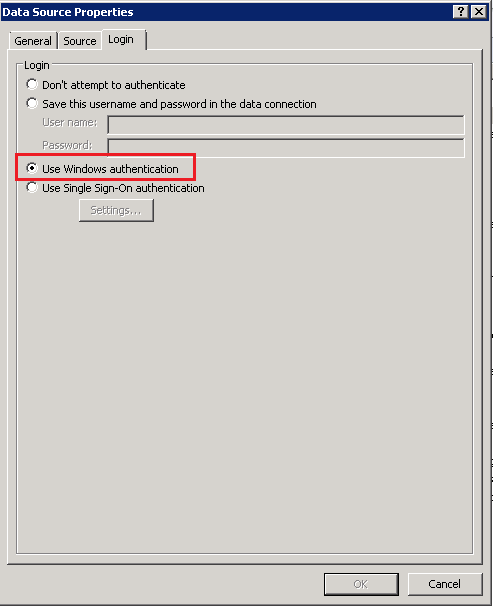 Data Source Properties
General Source Login
Login
Don't attempt to authenticate
Save this username and password in the data connection
User name:
Password:
Use Windows authentication
Use Single Sign-On authentication
Settings...
OK Cancel